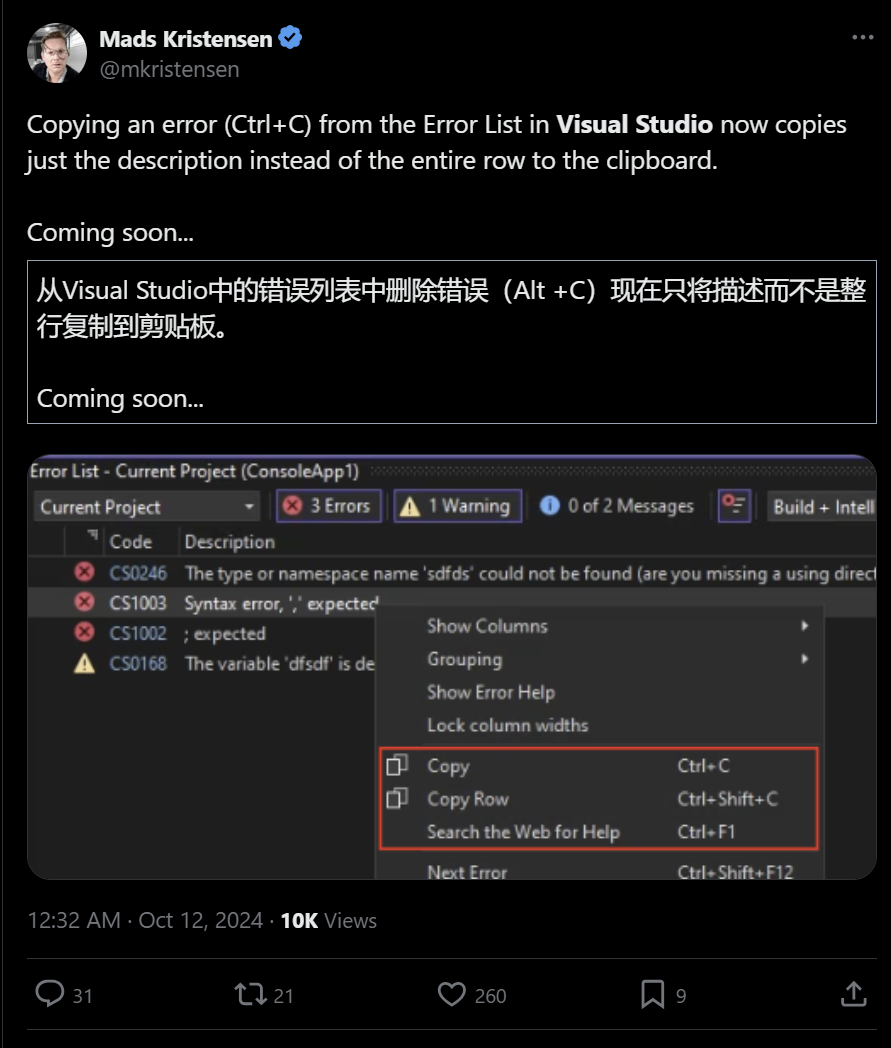 Mads Kristensen
@mkristensen
Copying an error (Ctrl+C) from the Error List in Visual Studio now copies
just the description instead of the entire row to the clipboard.
Coming soon...
从Visual Studio中的错误列表中删除错误（Alt +C）现在只将描述而不是整
行复制到剪贴板。
Coming soon...
Error List - Current Project (ConsoleApp1)
Current Project 3 Errors 1 Warning 0 of 2 Messages Build + Intell
Code Description
CS0246 The type or namespace name 'sdfds' could not be found (are you missing a using direct
CS1003 Syntax error, ',' expected
CS1002 ; expected
CS0168 The variable 'dfsdf' is de
Show Columns
Grouping
Show Error Help
Lock column widths
Copy Ctrl+C
Copy Row Ctrl+Shift+C
Search the Web for Help Ctrl+F1
Next Error Ctrl+Shift+F12
12:32 AM · Oct 12, 2024 · 10K Views
31 21 260 9